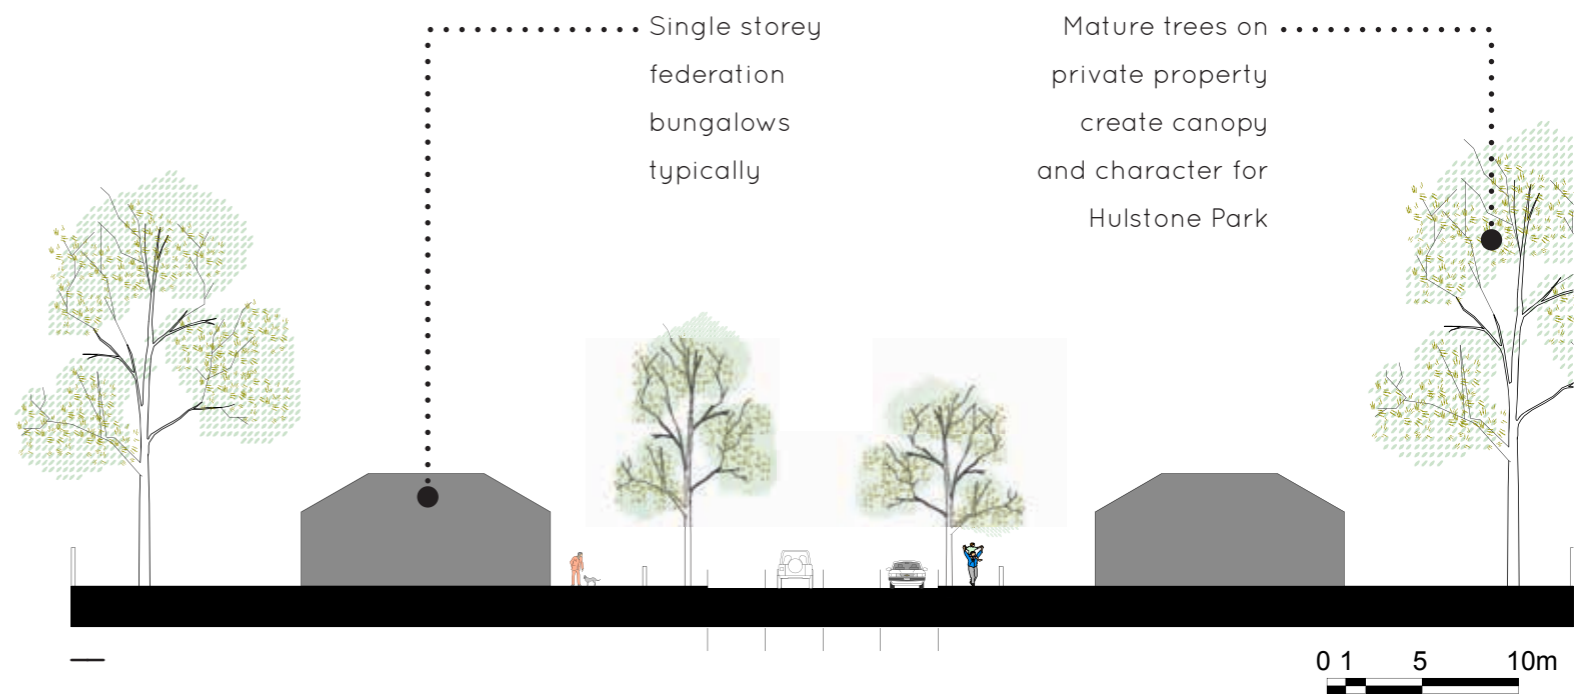 Single storey
federation
bungalows
typically
Mature trees on
private property
create canopy
and character for
Hulstone Park
0 1 5 10m